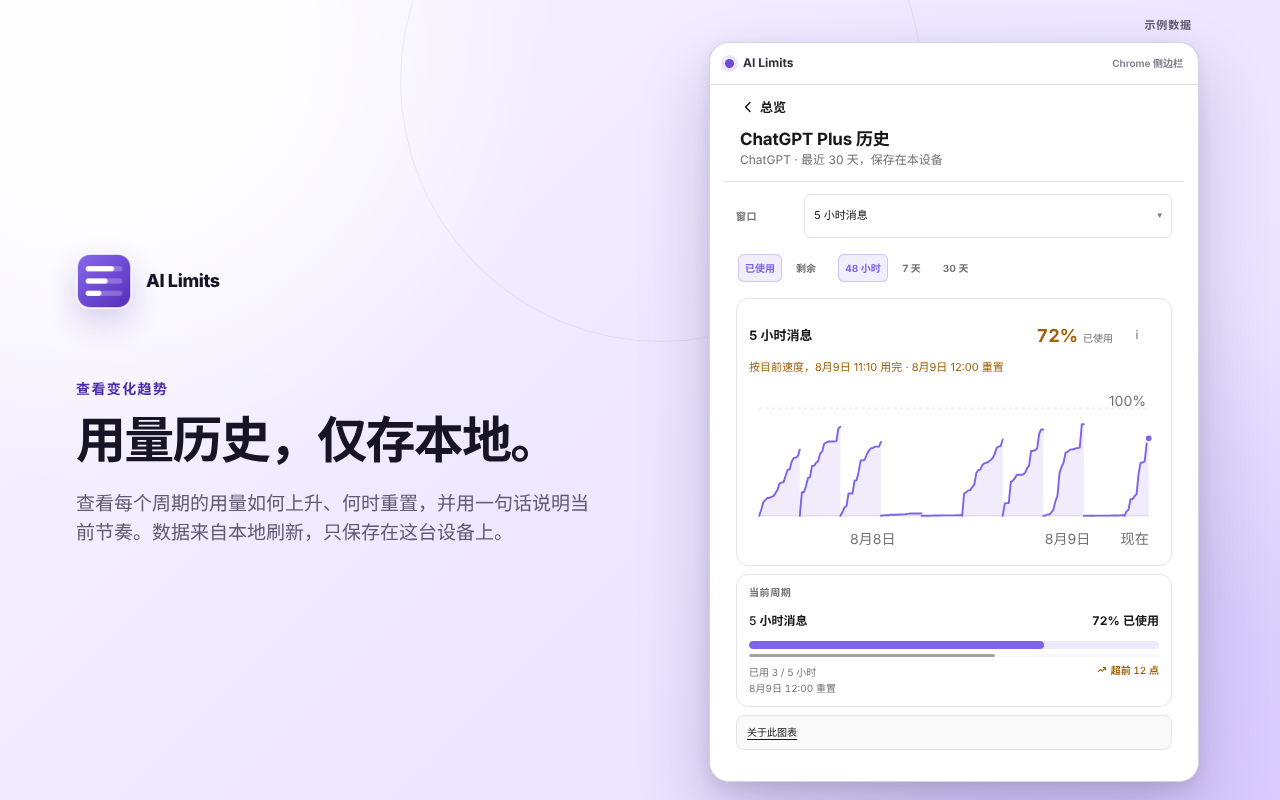 AI Limits
查看变化趋势
用量历史，仅存本地。
查看每个周期的用量如何上升、何时重置，并用一句话说明当
前节奏。数据来自本地刷新，只保存在这台设备上。
示例数据
AI Limits
Chrome 侧边栏
总览
ChatGPT Plus 历史
ChatGPT · 最近 30 天，保存在本设备
窗口
5 小时消息
已使用 剩余 48 小时 7 天 30 天
5 小时消息
72% 已使用 i
按目前速度，8月9日 11:10 用完 · 8月9日 12:00 重置
100%
8月8日 8月9日 现在
当前周期
5 小时消息
72% 已使用
已用 3 / 5 小时
超前 12 点
8月9日 12:00 重置
关于此图表